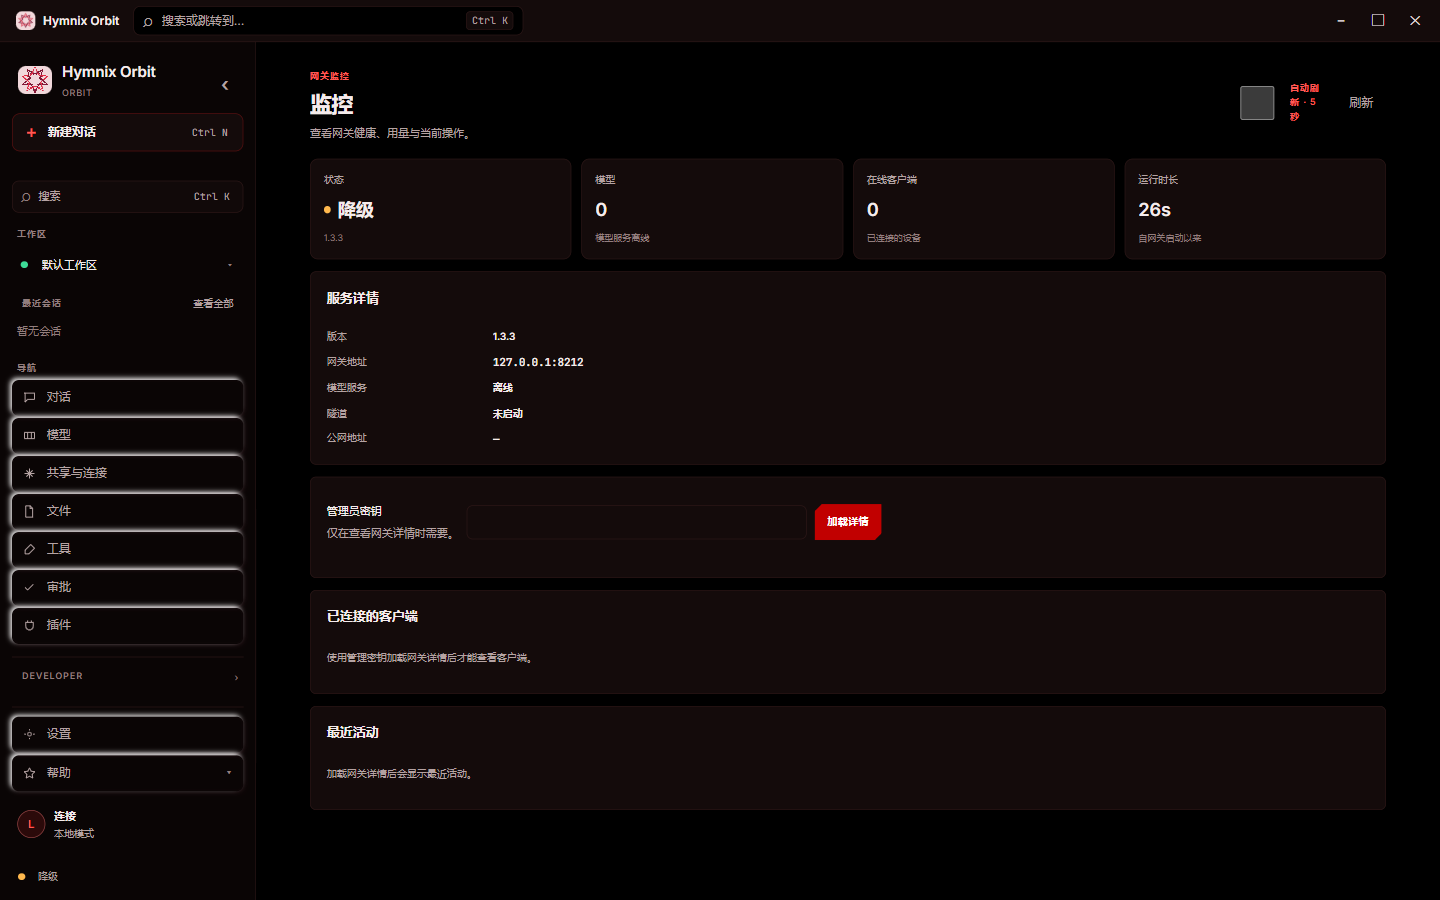 Hymnix Orbit
搜索或跳转到...
Ctrl K
Hymnix Orbit
ORBIT
新建对话
Ctrl N
搜索
Ctrl K
工作区
默认工作区
最近会话
查看全部
暂无会话
导航
对话
模型
共享与连接
文件
工具
审批
插件
DEVELOPER
设置
帮助
L
连接
本地模式
降级
网关监控
监控
查看网关健康、用量与当前操作。
自动刷
新 · 5
秒
刷新
状态
降级
1.3.3
模型
0
模型服务离线
在线客户端
0
已连接的设备
运行时长
26s
自网关启动以来
服务详情
版本
1.3.3
网关地址
127.0.0.1:8212
模型服务
离线
隧道
未启动
公网地址
—
管理员密钥
仅在查看网关详情时需要。
加载详情
已连接的客户端
使用管理密钥加载网关详情后才能查看客户端。
最近活动
加载网关详情后会显示最近活动。